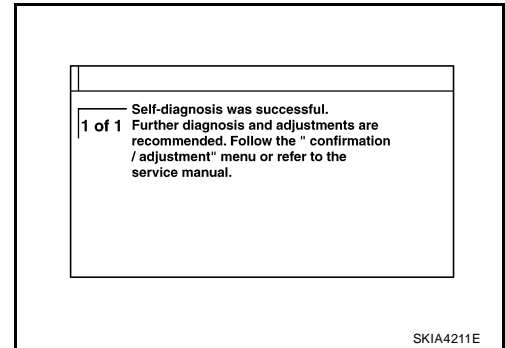 Self-diagnosis was successful.
1 of 1 Further diagnosis and adjustments are
recommended. Follow the " confirmation
/ adjustment" menu or refer to the
service manual.
SKIA4211E